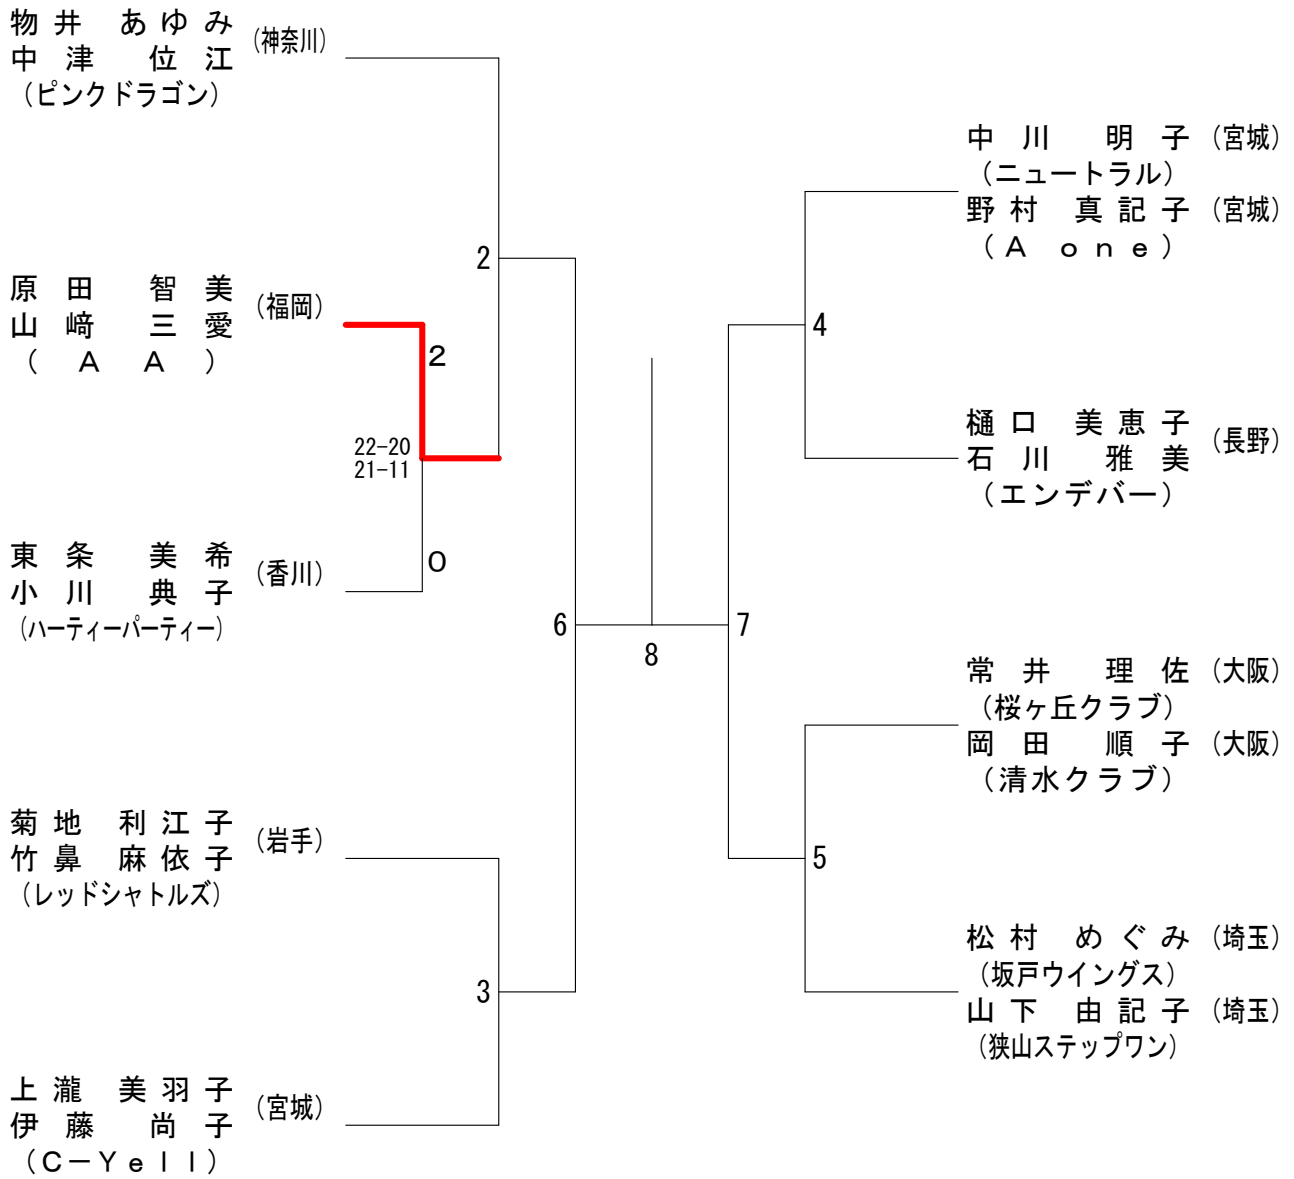 物井 あゆみ
中津 位江
(神奈川)
(ピンクドラゴン)
2
原田 智美
山﨑 三愛
(福岡)
(AA)
2
22-20
21-11
東条 美希
小川 典子
(香川)
(ハーティーパーティー)
0
6
8
菊地 利江子
竹鼻 麻依子
(岩手)
(レッドシャトルズ)
3
上瀧 美羽子
伊藤 尚子
(宮城)
(C-Yell)
中川 明子 (宮城)
(ニュートラル)
野村 真記子 (宮城)
(A one)
4
樋口 美恵子
石川 雅美
(長野)
(エンデバー)
7
常井 理佐 (大阪)
(桜ヶ丘クラブ)
岡田 順子 (大阪)
(清水クラブ)
5
松村 めぐみ (埼玉)
(坂戸ウイングス)
山下 由記子 (埼玉)
(狭山ステップワン)